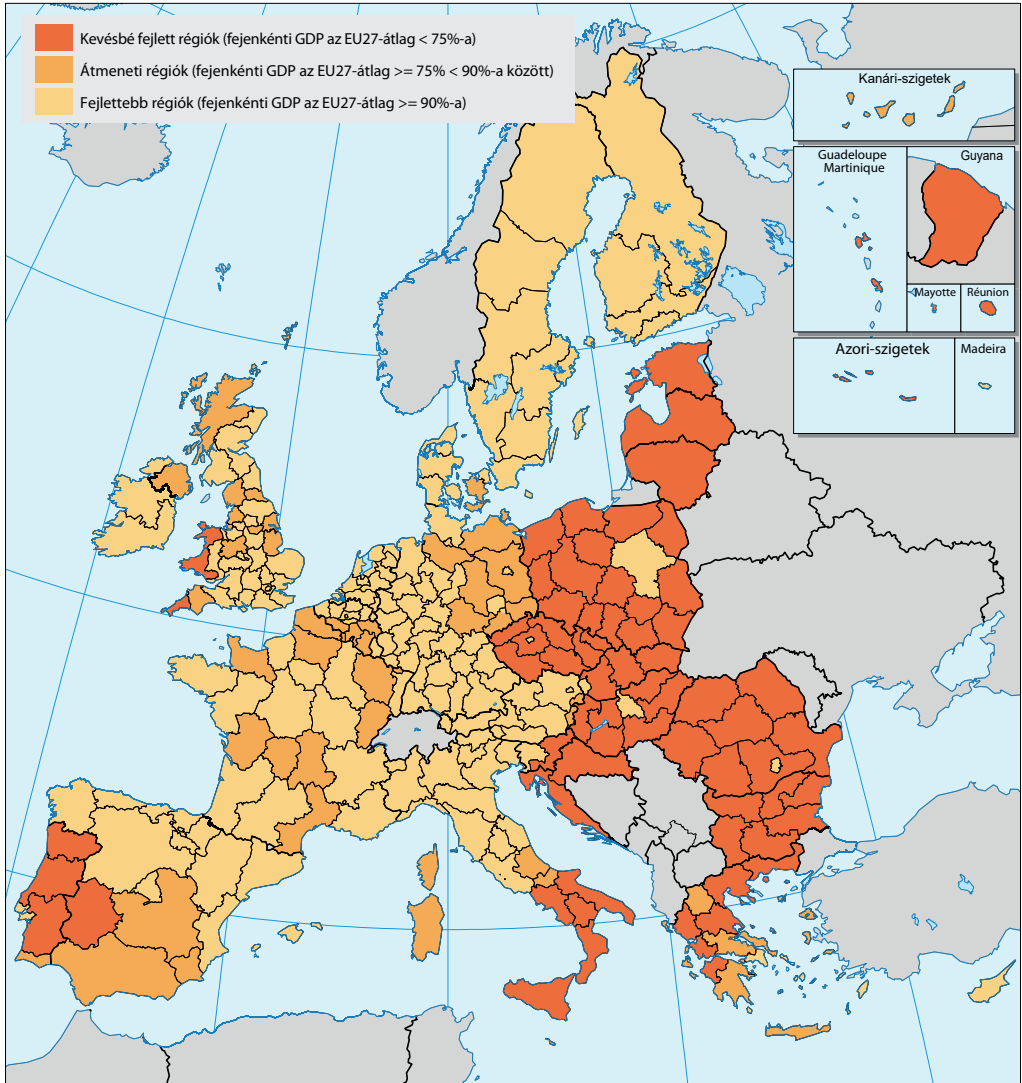 Kevésbé fejlett régiók (fejenkénti GDP az EU27-átlag < 75%-a)
Átmeneti régiók (fejenkénti GDP az EU27-átlag >= 75% < 90%-a között)
Fejlettebb régiók (fejenkénti GDP az EU27-átlag >= 90%-a)
Kanári-szigetek
Guadeloupe
Martinique
Guyana
Mayotte
Réunion
Azori-szigetek
Madeira